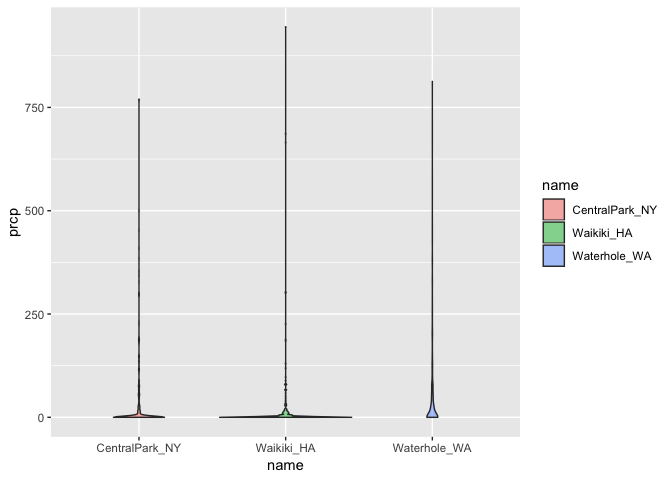 750
500
250
0
prcp
CentralPark_NY
Waikiki_HA
Waterhole_WA
name
name
CentralPark_NY
Waikiki_HA
Waterhole_WA